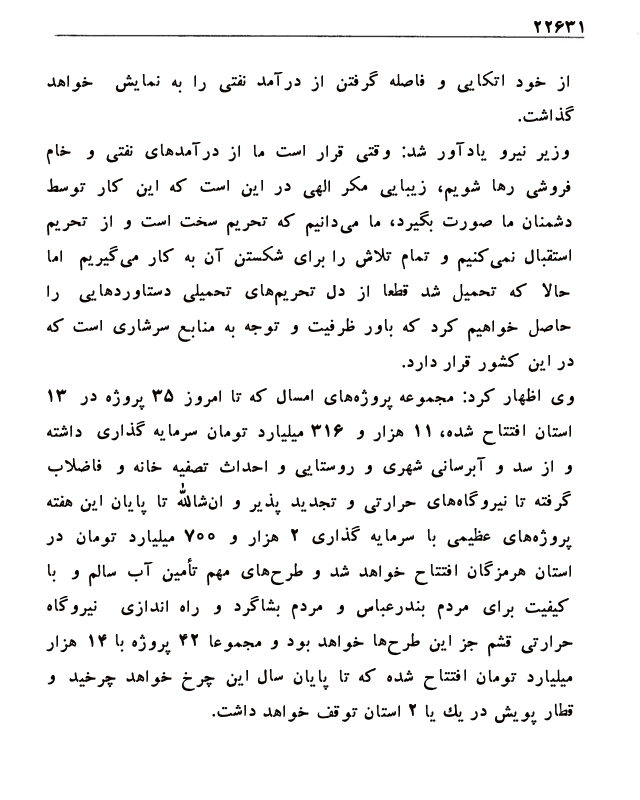 ۲۲۶۳۱
از خود اتکایی و فاصله گرفتن از درآمد نفتی را به نمایش خواهد
گذاشت.
وزیر نیرو یادآور شد: وقتی قرار است ما از درآمدهای نفتی و خام
فروشی رها شویم، زیبایی مکر الهی در این است که این کار توسط
دشمنان ما صورت بگیرد، ما می‌دانیم که تحریم سخت است و از تحریم
استقبال نمی‌کنیم و تمام تلاش را برای شکستن آن به کار می‌گیریم اما
حالا که تحمیل شد قطعا از دل تحریم‌های تحمیلی دستاوردهایی را
حاصل خواهیم کرد که باور ظرفیت و توجه به منابع سرشاری است که
در این کشور قرار دارد.
وی اظهار کرد: مجموعه پروژه‌های امسال که تا امروز ۳۵ پروژه در ۱۳
استان افتتاح شده، ۱۱ هزار و ۳۱۶ میلیارد تومان سرمایه گذاری داشته
و از سد و آبرسانی شهری و روستایی و احداث تصفیه خانه و فاضلاب
گرفته تا نیروگاه‌های حرارتی و تجدید پذیر و ان‌شاالله تا پایان این هفته
پروژه‌های عظیمی با سرمایه گذاری ۲ هزار و ۷۰۰ میلیارد تومان در
استان هرمزگان افتتاح خواهد شد و طرح‌های مهم تأمین آب سالم و با
کیفیت برای مردم بندرعباس و مردم بشاگرد و راه اندازی نیروگاه
حرارتی قشم جز این طرح‌ها خواهد بود و مجموعا ۴۲ پروژه با ۱۴ هزار
میلیارد تومان افتتاح شده که تا پایان سال این چرخ خواهد چرخید و
قطار پویش در یك یا ۲ استان توقف خواهد داشت.